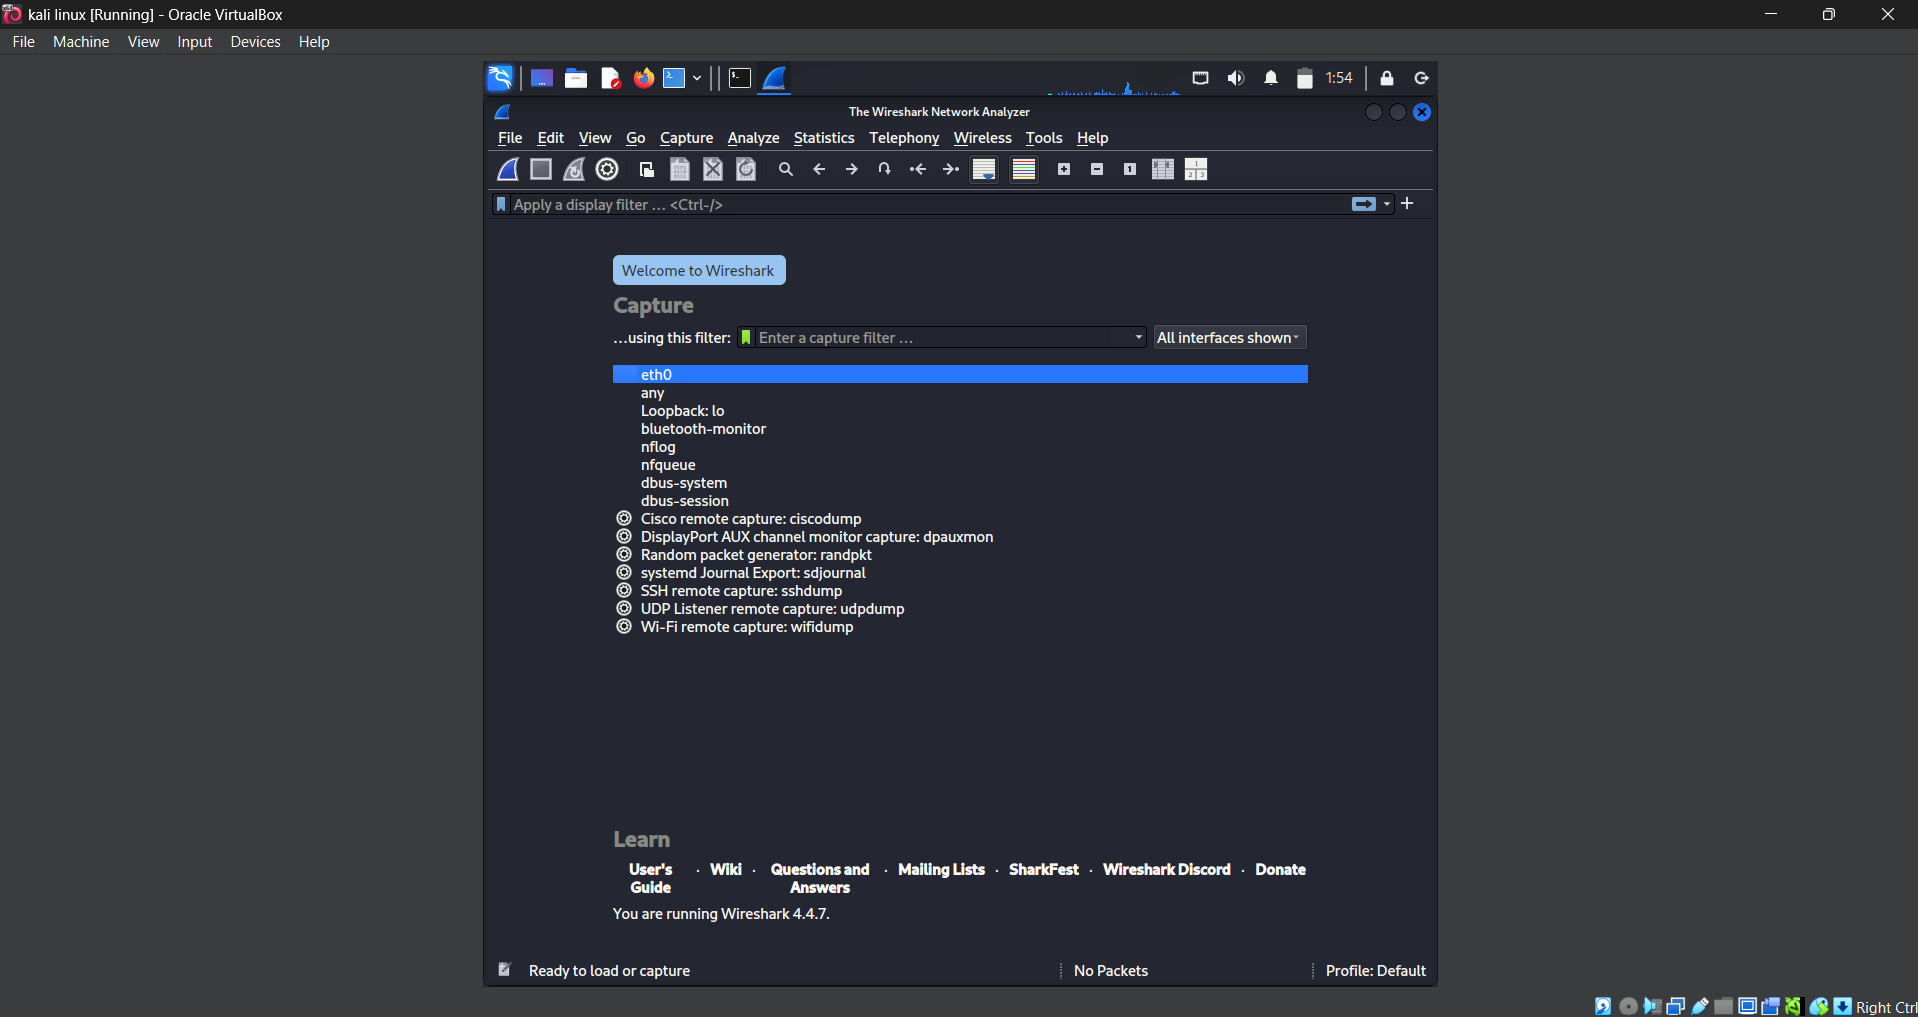 kali linux [Running] - Oracle VirtualBox
File Machine View Input Devices Help
1:54
The Wireshark Network Analyzer
File Edit View Go Capture Analyze Statistics Telephony Wireless Tools Help
Apply a display filter ... <Ctrl-/>
Welcome to Wireshark
Capture
...using this filter: Enter a capture filter ... All interfaces shown
eth0
any
Loopback: lo
bluetooth-monitor
nflog
nfqueue
dbus-system
dbus-session
Cisco remote capture: ciscodump
DisplayPort AUX channel monitor capture: dpauxmon
Random packet generator: randpkt
systemd Journal Export: sdjournal
SSH remote capture: sshdump
UDP Listener remote capture: udpdump
Wi-Fi remote capture: wifidump
Learn
User's Guide · Wiki · Questions and Answers · Mailing Lists · SharkFest · Wireshark Discord · Donate
You are running Wireshark 4.4.7.
Ready to load or capture No Packets Profile: Default
Right Ctrl